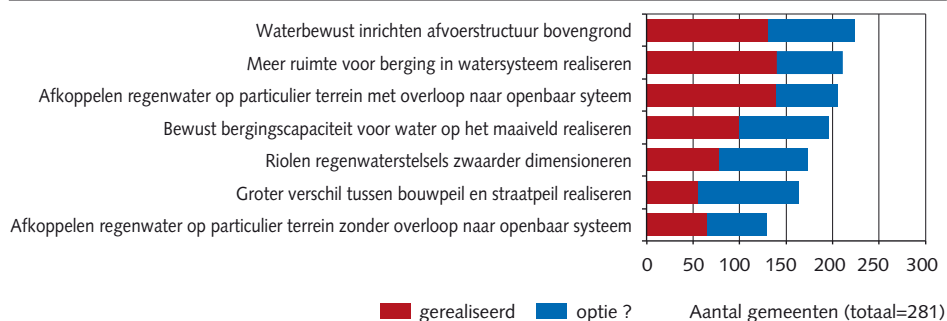 Waterbewust inrichten afvoerstructuur bovengrond
Meer ruimte voor berging in watersysteem realiseren
Afkoppelen regenwater op particulier terrein met overloop naar openbaar syteem
Bewust bergingscapaciteit voor water op het maaiveld realiseren
Riolen regenwaterstelsels zwaarder dimensioneren
Groter verschil tussen bouwpeil en straatpeil realiseren
Afkoppelen regenwater op particulier terrein zonder overloop naar openbaar systeem
0 50 100 150 200 250 300
gerealiseerd optie ? Aantal gemeenten (totaal=281)